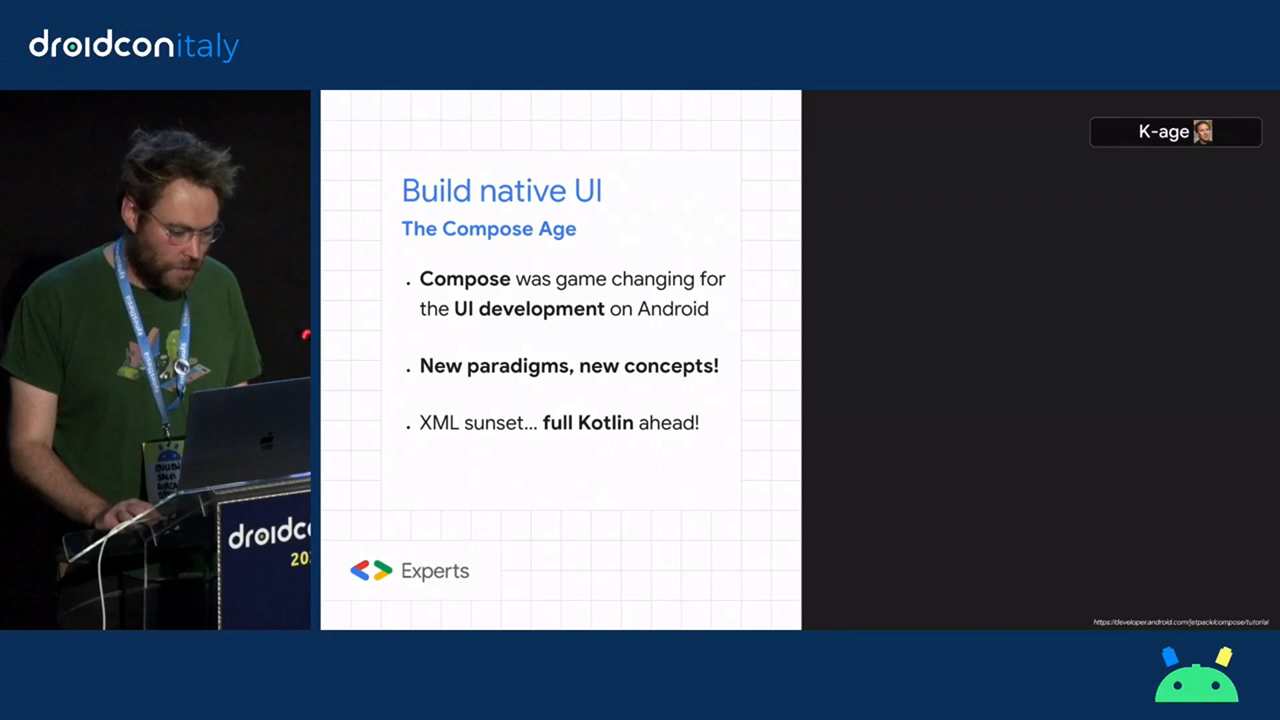 droidconitaly
K-age
Build native UI
The Compose Age
. Compose was game changing for
the UI development on Android
. New paradigms, new concepts!
. XML sunset... full Kotlin ahead!
droidc
20
Experts
https://developer.android.com/jetpack/compose/tutorial